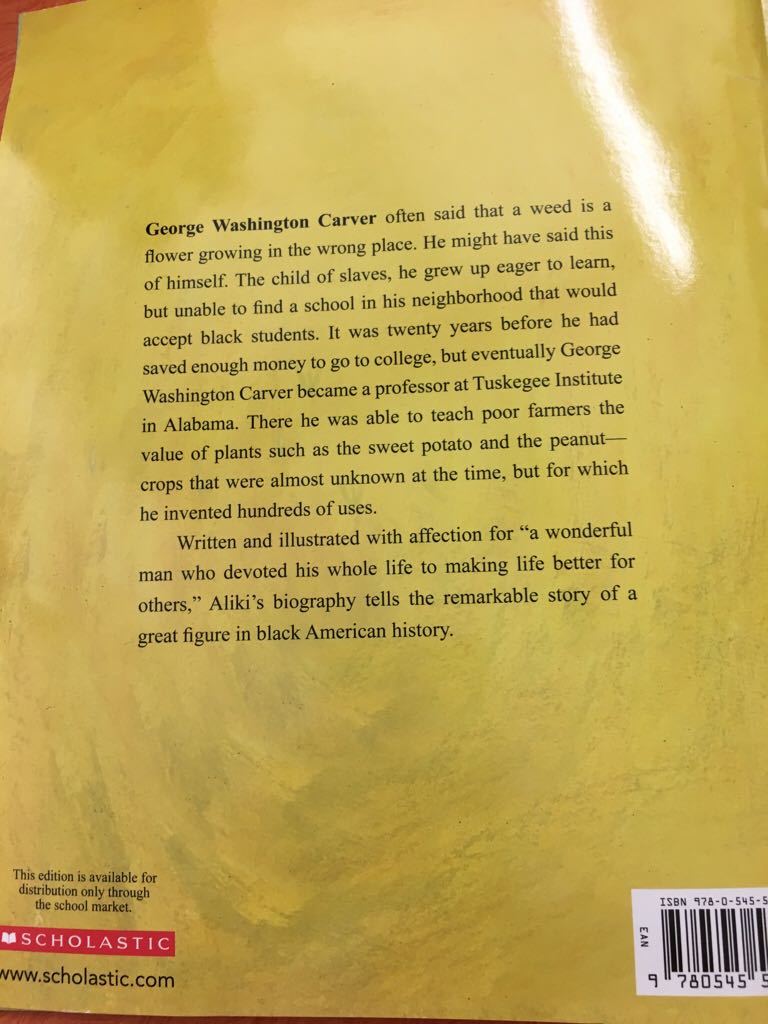 George Washington Carver often said that a weed is a
flower growing in the wrong place. He might have said this
of himself. The child of slaves, he grew up eager to learn,
but unable to find a school in his neighborhood that would
accept black students. It was twenty years before he had
saved enough money to go to college, but eventually George
Washington Carver became a professor at Tuskegee Institute
in Alabama. There he was able to teach poor farmers the
value of plants such as the sweet potato and the peanut—
crops that were almost unknown at the time, but for which
he invented hundreds of uses.
Written and illustrated with affection for “a wonderful
man who devoted his whole life to making life better for
others,” Aliki’s biography tells the remarkable story of a
great figure in black American history.
This edition is available for
distribution only through
the school market.
SCHOLASTIC
www.scholastic.com
ISBN 978-0-545-5
EAN
9 780545 5